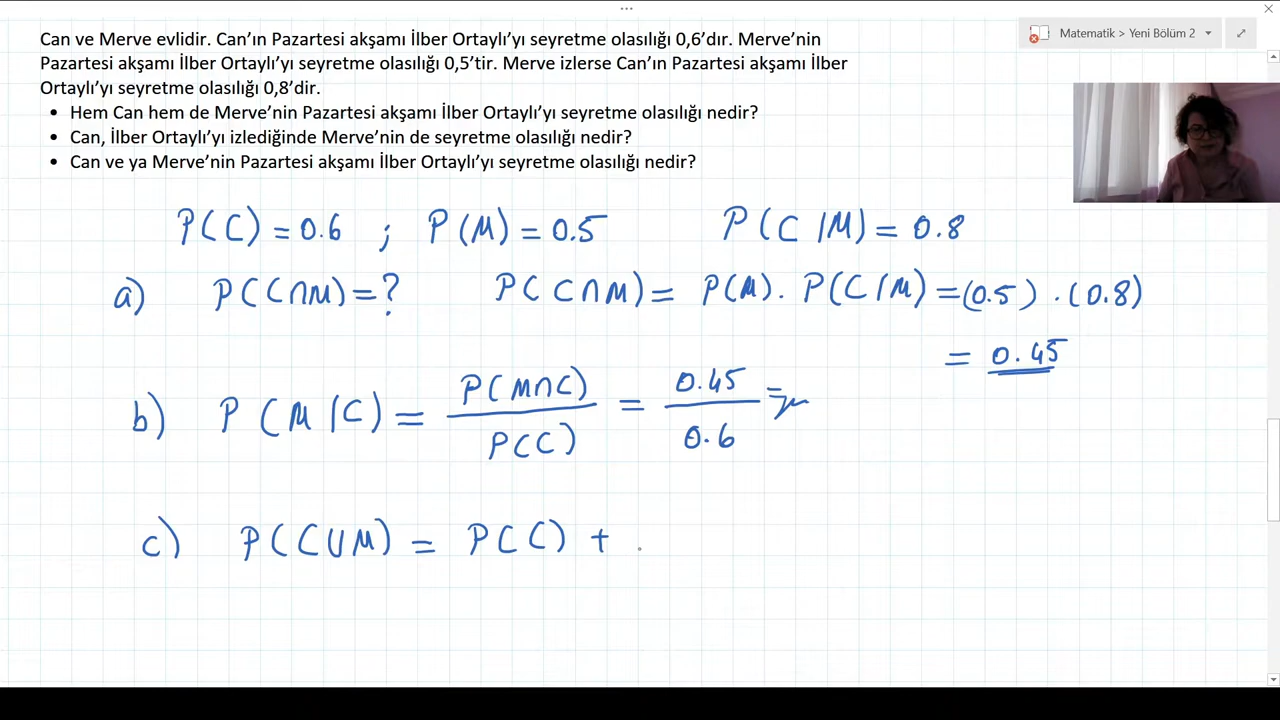 Matematik > Yeni Bölüm 2
Can ve Merve evlidir. Can’ın Pazartesi akşamı İlber Ortaylı’yı seyretme olasılığı 0,6’dır. Merve’nin
Pazartesi akşamı İlber Ortaylı’yı seyretme olasılığı 0,5’tir. Merve izlerse Can’ın Pazartesi akşamı İlber
Ortaylı’yı seyretme olasılığı 0,8’dir.
• Hem Can hem de Merve’nin Pazartesi akşamı İlber Ortaylı’yı seyretme olasılığı nedir?
• Can, İlber Ortaylı’yı izlediğinde Merve’nin de seyretme olasılığı nedir?
• Can ve ya Merve’nin Pazartesi akşamı İlber Ortaylı’yı seyretme olasılığı nedir?
P(C) = 0.6 ; P(M) = 0.5 P(C/M) = 0.8
a) P(C∩M) = ? P(C∩M) = P(M). P(C/M) = (0.5) . (0.8)
= 0.45
b) P(M/C) = P(M∩C) / P(C) = 0.45 / 0.6 =
c) P(C∪M) = P(C) +